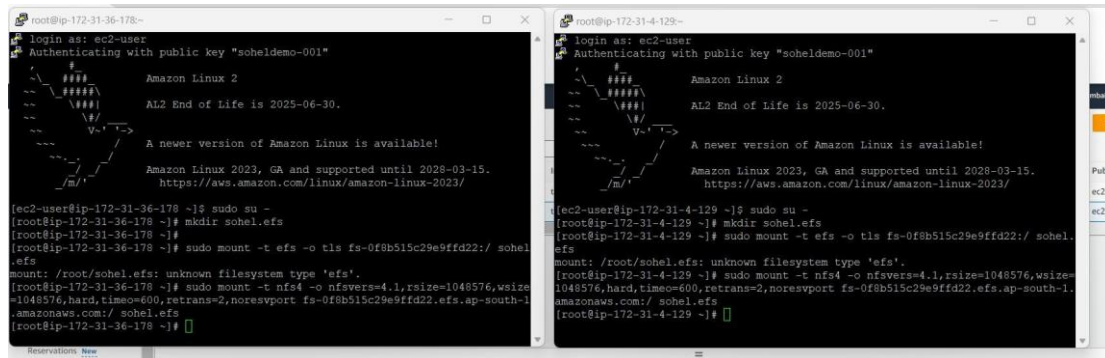 root@ip-172-31-36-178:~
login as: ec2-user
Authenticating with public key "soheldemo-001"
Amazon Linux 2
AL2 End of Life is 2025-06-30.
A newer version of Amazon Linux is available!
Amazon Linux 2023, GA and supported until 2028-03-15.
https://aws.amazon.com/linux/amazon-linux-2023/
[ec2-user@ip-172-31-36-178 ~]$ sudo su -
[root@ip-172-31-36-178 ~]# mkdir sohel.efs
[root@ip-172-31-36-178 ~]#
[root@ip-172-31-36-178 ~]# sudo mount -t efs -o tls fs-0f8b515c29e9ffd22:/ sohel
.efs
mount: /root/sohel.efs: unknown filesystem type 'efs'.
[root@ip-172-31-36-178 ~]# sudo mount -t nfs4 -o nfsvers=4.1,rsize=1048576,wsize
=1048576,hard,timeo=600,retrans=2,noresvport fs-0f8b515c29e9ffd22.efs.ap-south-1
.amazonaws.com:/ sohel.efs
[root@ip-172-31-36-178 ~]#
Reservations New
root@ip-172-31-4-129:~
login as: ec2-user
Authenticating with public key "soheldemo-001"
Amazon Linux 2
AL2 End of Life is 2025-06-30.
A newer version of Amazon Linux is available!
Amazon Linux 2023, GA and supported until 2028-03-15.
https://aws.amazon.com/linux/amazon-linux-2023/
[ec2-user@ip-172-31-4-129 ~]$ sudo su -
[root@ip-172-31-4-129 ~]# mkdir sohel.efs
[root@ip-172-31-4-129 ~]# sudo mount -t efs -o tls fs-0f8b515c29e9ffd22:/ sohel.
efs
mount: /root/sohel.efs: unknown filesystem type 'efs'.
[root@ip-172-31-4-129 ~]# sudo mount -t nfs4 -o nfsvers=4.1,rsize=1048576,wsize=
1048576,hard,timeo=600,retrans=2,noresvport fs-0f8b515c29e9ffd22.efs.ap-south-1.
amazonaws.com:/ sohel.efs
[root@ip-172-31-4-129 ~]#
Pub
ec2
ec2